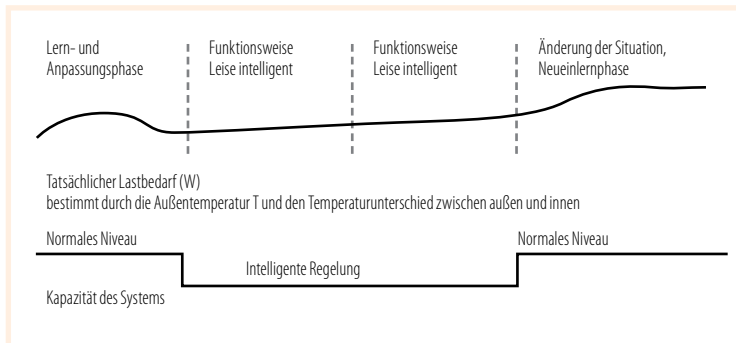 Lern- und
Anpassungsphase
Funktionsweise
Leise intelligent
Funktionsweise
Leise intelligent
Änderung der Situation,
Neueinlernphase
Tatsächlicher Lastbedarf (W)
bestimmt durch die Außentemperatur T und den Temperaturunterschied zwischen außen und innen
Normales Niveau
Normales Niveau
Intelligente Regelung
Kapazität des Systems